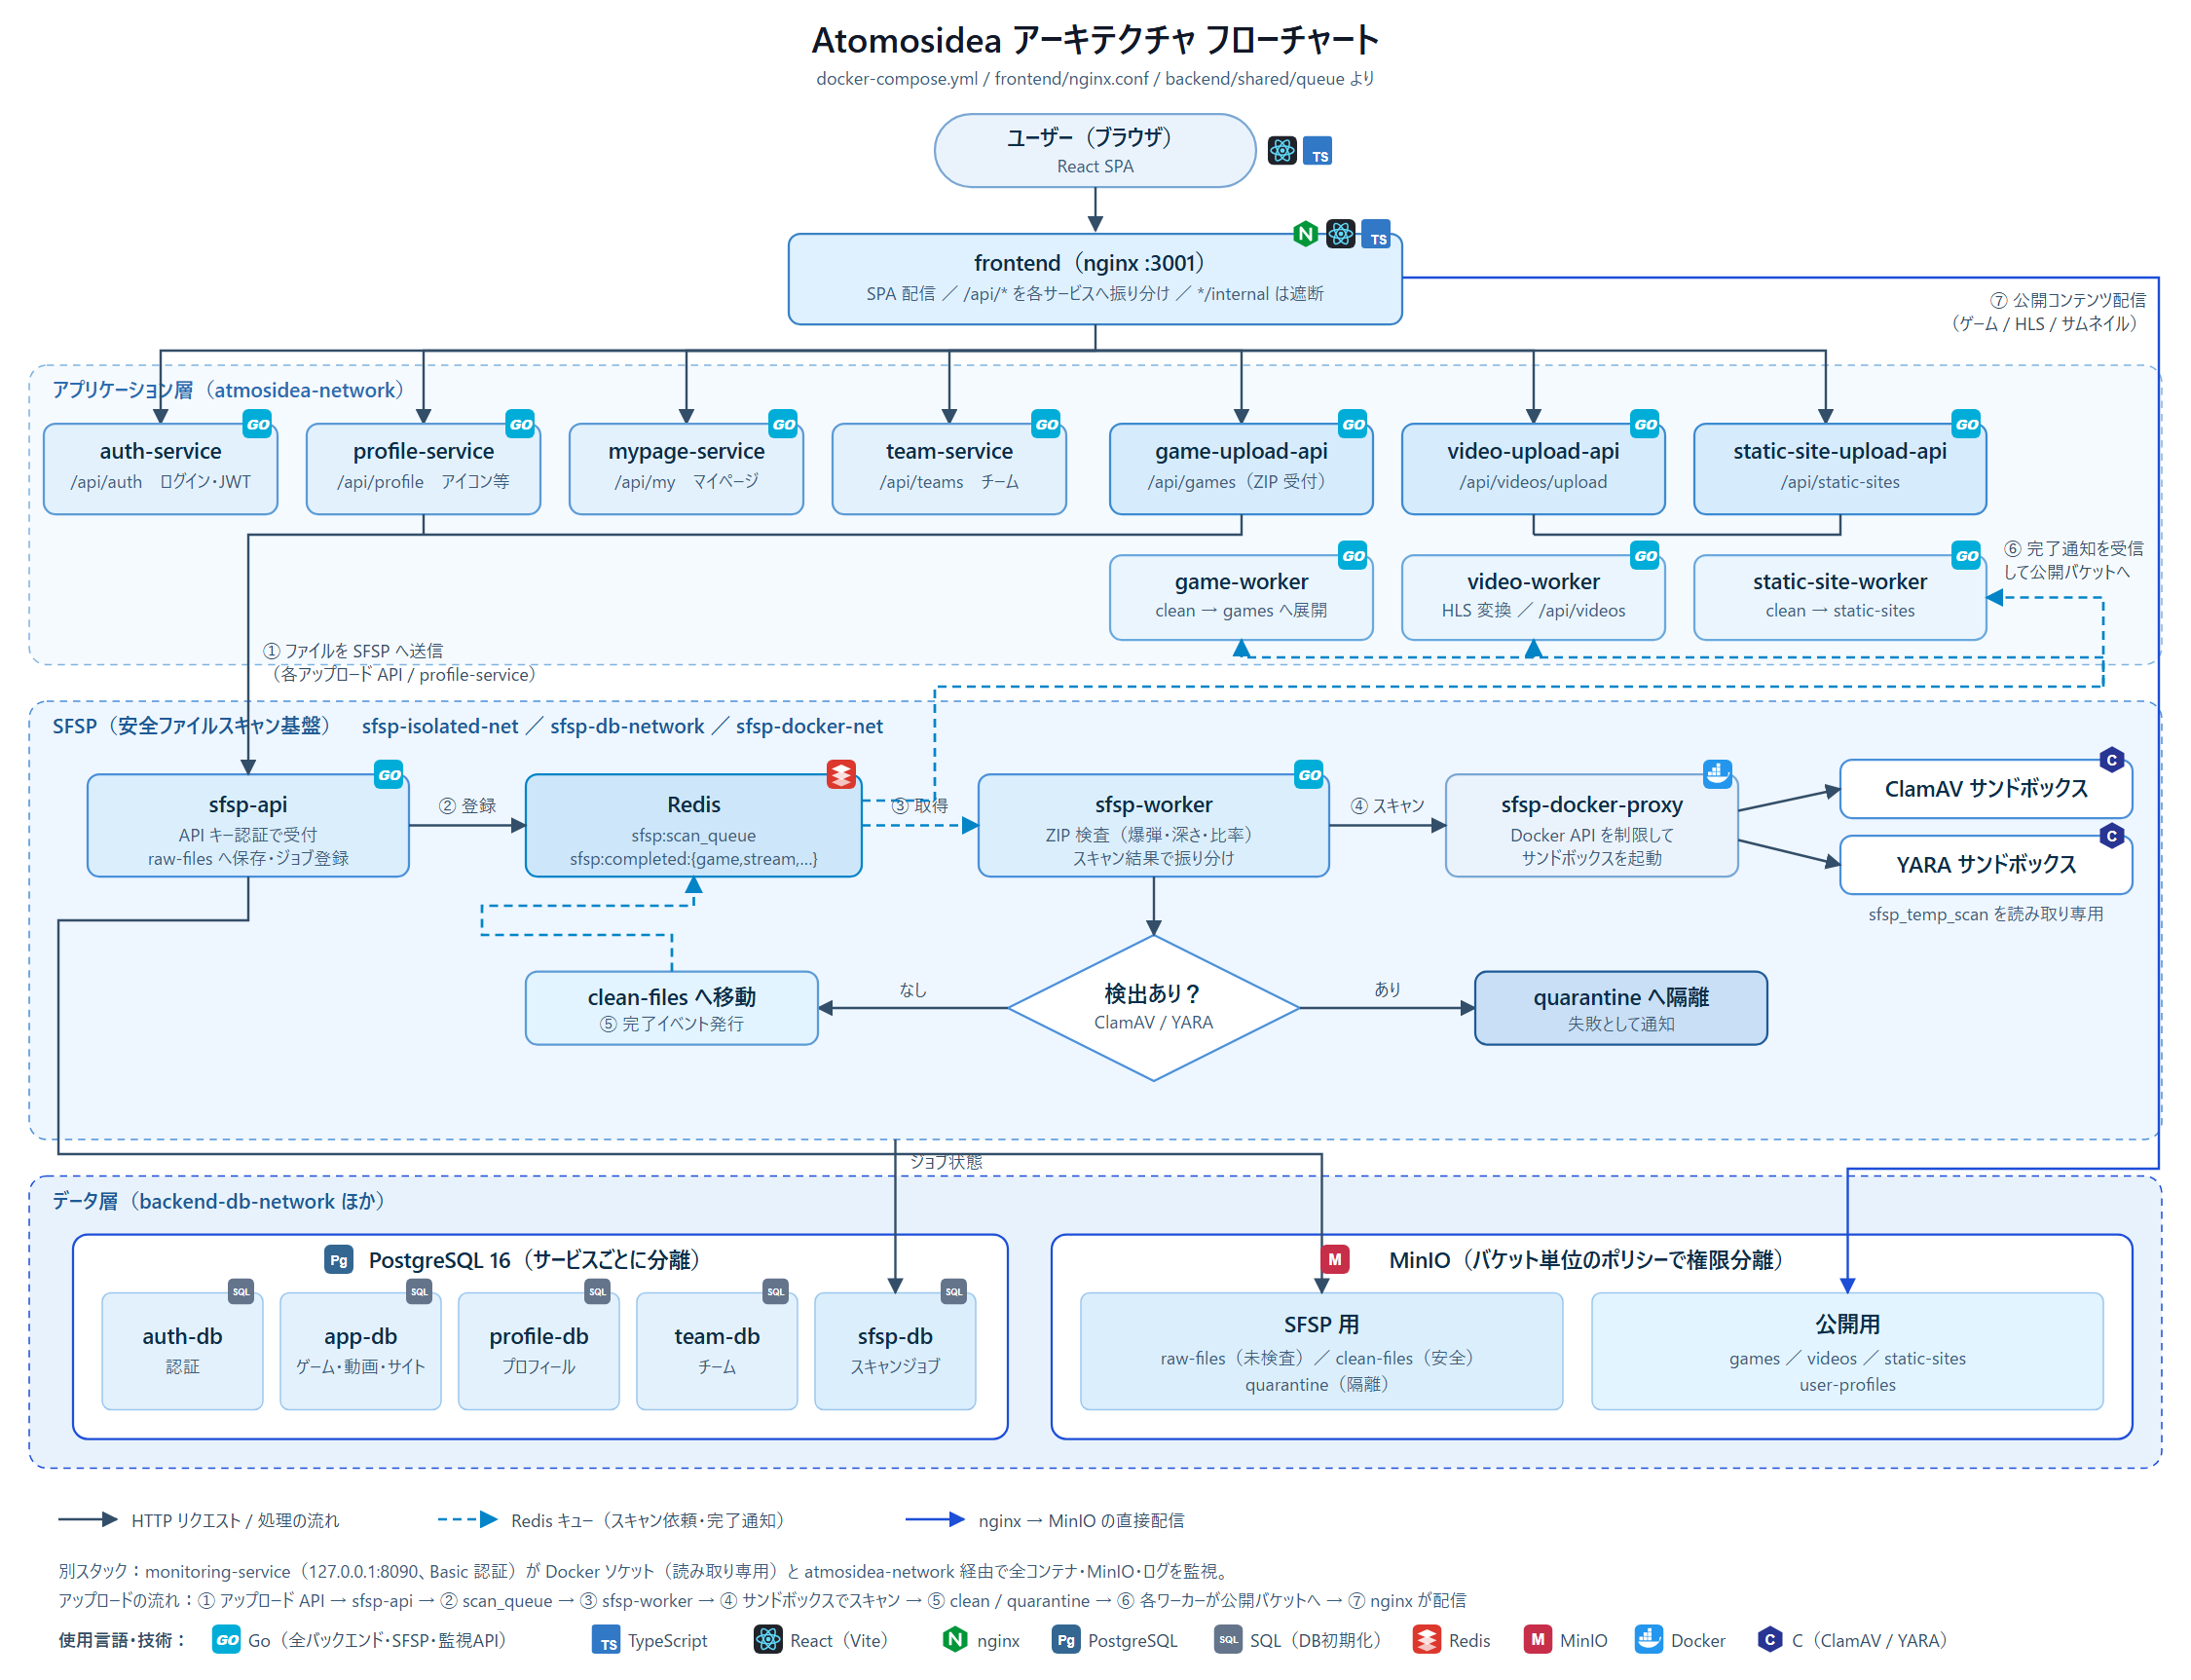 Atomosidea アーキテクチャ フローチャート
docker-compose.yml / frontend/nginx.conf / backend/shared/queue より
ユーザー（ブラウザ）
React SPA
TS
frontend（nginx :3001）
SPA 配信 ／ /api/* を各サービスへ振り分け ／ */internal は遮断
N
TS
⑦ 公開コンテンツ配信
（ゲーム / HLS / サムネイル）
アプリケーション層（atmosidea-network）
GO
auth-service
/api/auth　ログイン・JWT
GO
profile-service
/api/profile　アイコン等
GO
mypage-service
/api/my　マイページ
GO
team-service
/api/teams　チーム
GO
game-upload-api
/api/games（ZIP 受付）
GO
video-upload-api
/api/videos/upload
GO
static-site-upload-api
/api/static-sites
GO
game-worker
clean → games へ展開
GO
video-worker
HLS 変換 ／ /api/videos
GO
static-site-worker
clean → static-sites
⑥ 完了通知を受信
して公開バケットへ
① ファイルを SFSP へ送信
（各アップロード API / profile-service）
SFSP（安全ファイルスキャン基盤）　sfsp-isolated-net ／ sfsp-db-network ／ sfsp-docker-net
GO
sfsp-api
API キー認証で受付
raw-files へ保存・ジョブ登録
② 登録
Redis
sfsp:scan_queue
sfsp:completed:{game,stream,...}
③ 取得
GO
sfsp-worker
ZIP 検査（爆弾・深さ・比率）
スキャン結果で振り分け
④ スキャン
sfsp-docker-proxy
Docker API を制限して
サンドボックスを起動
C
ClamAV サンドボックス
C
YARA サンドボックス
sfsp_temp_scan を読み取り専用
clean-files へ移動
⑤ 完了イベント発行
なし
検出あり？
ClamAV / YARA
あり
quarantine へ隔離
失敗として通知
ジョブ状態
データ層（backend-db-network ほか）
Pg
PostgreSQL 16（サービスごとに分離）
SQL
auth-db
認証
SQL
app-db
ゲーム・動画・サイト
SQL
profile-db
プロフィール
SQL
team-db
チーム
SQL
sfsp-db
スキャンジョブ
M
MinIO（バケット単位のポリシーで権限分離）
SFSP 用
raw-files（未検査）／ clean-files（安全）
quarantine（隔離）
公開用
games ／ videos ／ static-sites
user-profiles
HTTP リクエスト / 処理の流れ
Redis キュー（スキャン依頼・完了通知）
nginx → MinIO の直接配信
別スタック：monitoring-service（127.0.0.1:8090、Basic 認証）が Docker ソケット（読み取り専用）と atmosidea-network 経由で全コンテナ・MinIO・ログを監視。
アップロードの流れ：① アップロード API → sfsp-api → ② scan_queue → ③ sfsp-worker → ④ サンドボックスでスキャン → ⑤ clean / quarantine → ⑥ 各ワーカーが公開バケットへ → ⑦ nginx が配信
使用言語・技術： GO Go（全バックエンド・SFSP・監視API） TS TypeScript React（Vite） N nginx Pg PostgreSQL SQL SQL（DB初期化） Redis M MinIO Docker C C（ClamAV / YARA）